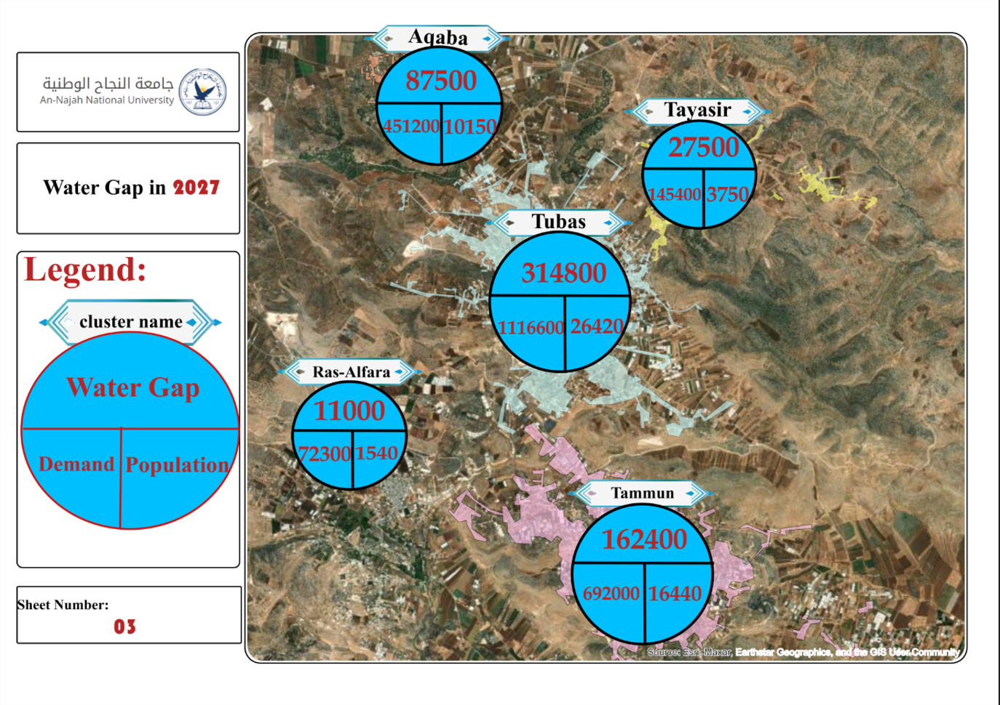 جامعة النجاح الوطنية
An-Najah National University
Water Gap in 2027
Legend:
cluster name
Water Gap
Demand Population
Sheet Number:
03
Aqaba
87500
451200 10150
Tayasir
27500
145400 3750
Tubas
314800
1116600 26420
Ras-Alfara
11000
72300 1540
Tammun
162400
692000 16440
Source: Esri, Maxar, Earthstar Geographics, and the GIS User Community